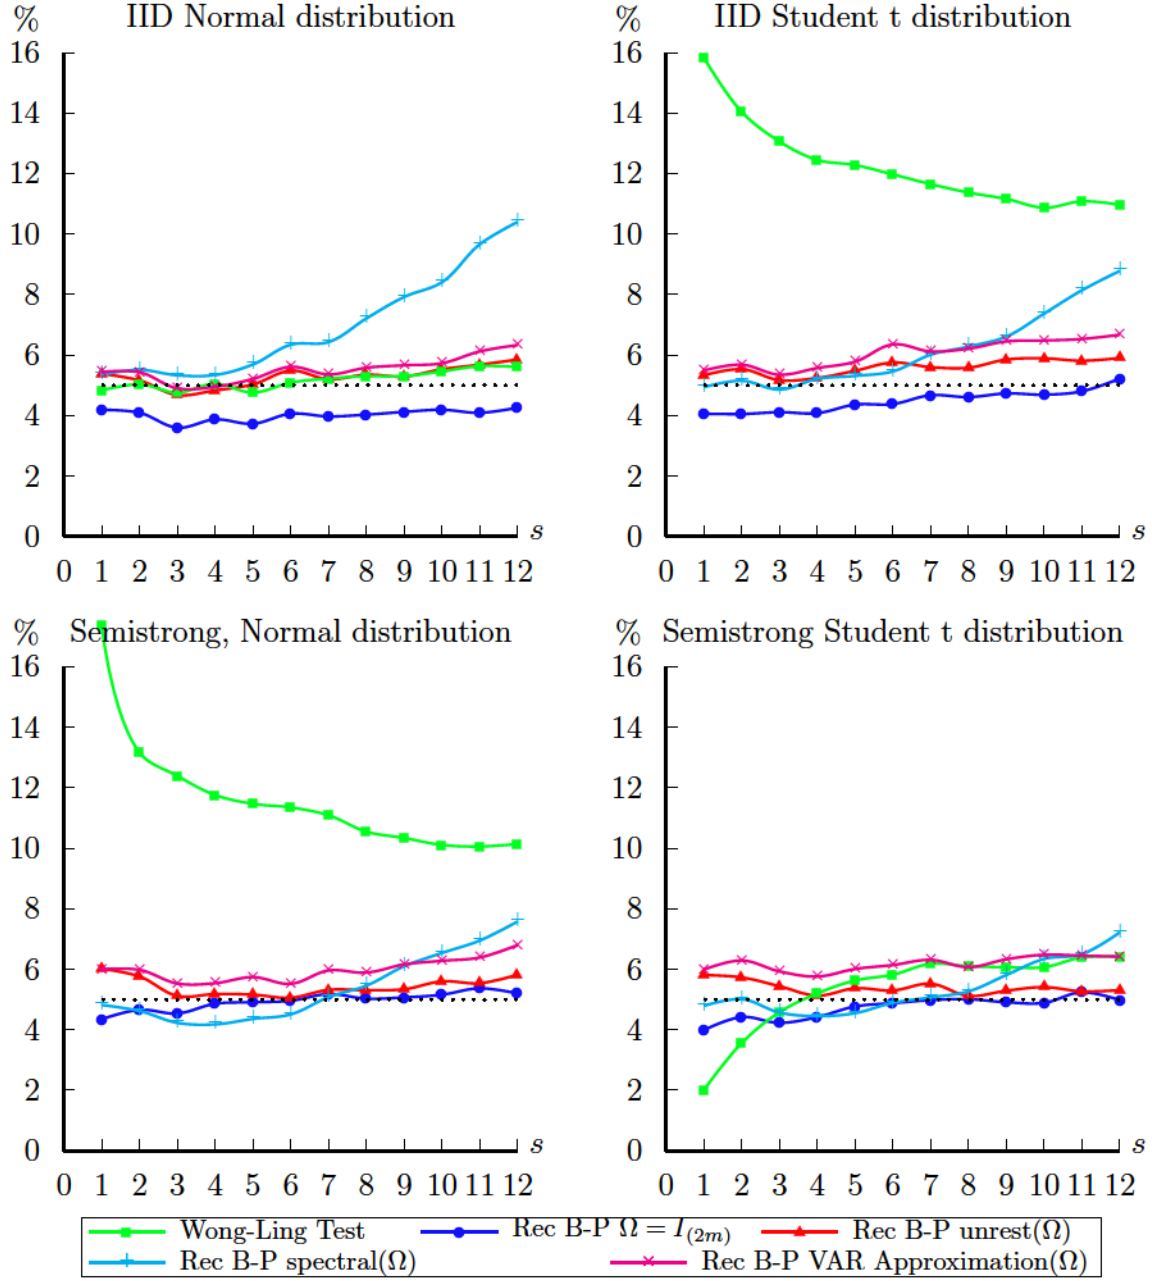 % IID Normal distribution
16
14
12
10
8
6
4
2
0
s
0 1 2 3 4 5 6 7 8 9 10 11 12
% IID Student t distribution
16
14
12
10
8
6
4
2
0
s
0 1 2 3 4 5 6 7 8 9 10 11 12
% Semistrong, Normal distribution
16
14
12
10
8
6
4
2
0
s
0 1 2 3 4 5 6 7 8 9 10 11 12
% Semistrong Student t distribution
16
14
12
10
8
6
4
2
0
s
0 1 2 3 4 5 6 7 8 9 10 11 12
Wong-Ling Test Rec B-P Ω = I(2m) Rec B-P unrest(Ω)
Rec B-P spectral(Ω) Rec B-P VAR Approximation(Ω)